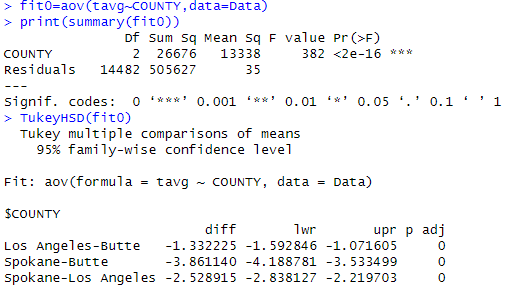 > fit0=aov(tavg~COUNTY,data=Data)
> print(summary(fit0))
Df Sum Sq Mean Sq F value Pr(>F)
COUNTY 2 26676 13338 382 <2e-16 ***
Residuals 14482 505627 35
---
Signif. codes: 0 ‘***’ 0.001 ‘**’ 0.01 ‘*’ 0.05 ‘.’ 0.1 ‘ ’ 1
> TukeyHSD(fit0)
Tukey multiple comparisons of means
95% family-wise confidence level
Fit: aov(formula = tavg ~ COUNTY, data = Data)
$COUNTY
diff lwr upr p adj
Los Angeles-Butte -1.332225 -1.592846 -1.071605 0
Spokane-Butte -3.861140 -4.188781 -3.533499 0
Spokane-Los Angeles -2.528915 -2.838127 -2.219703 0